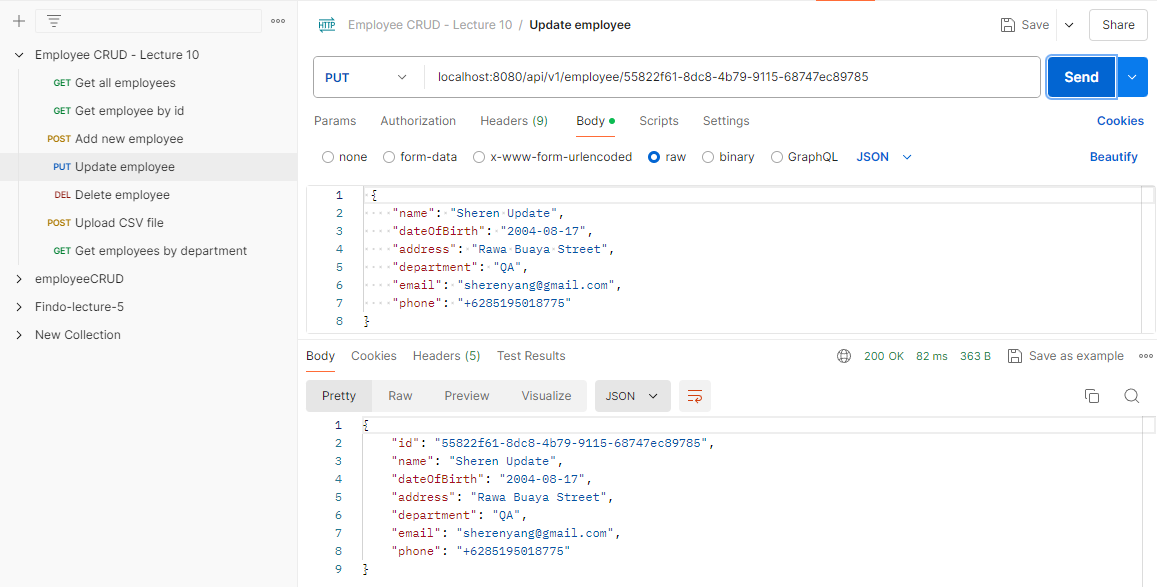 HTTP Employee CRUD - Lecture 10 / Update employee Save Share
Employee CRUD - Lecture 10
GET Get all employees
GET Get employee by id
POST Add new employee
PUT Update employee
DEL Delete employee
POST Upload CSV file
GET Get employees by department
employeeCRUD
Findo-lecture-5
New Collection
PUT localhost:8080/api/v1/employee/55822f61-8dc8-4b79-9115-68747ec89785 Send
Params Authorization Headers (9) Body Scripts Settings Cookies
none form-data x-www-form-urlencoded raw binary GraphQL JSON Beautify
1 {
2 "name": "Sheren Update",
3 "dateOfBirth": "2004-08-17",
4 "address": "Rawa Buaya Street",
5 "department": "QA",
6 "email": "sherenyang@gmail.com",
7 "phone": "+6285195018775"
8 }
Body Cookies Headers (5) Test Results 200 OK 82 ms 363 B Save as example
Pretty Raw Preview Visualize JSON
1 {
2 "id": "55822f61-8dc8-4b79-9115-68747ec89785",
3 "name": "Sheren Update",
4 "dateOfBirth": "2004-08-17",
5 "address": "Rawa Buaya Street",
6 "department": "QA",
7 "email": "sherenyang@gmail.com",
8 "phone": "+6285195018775"
9 }